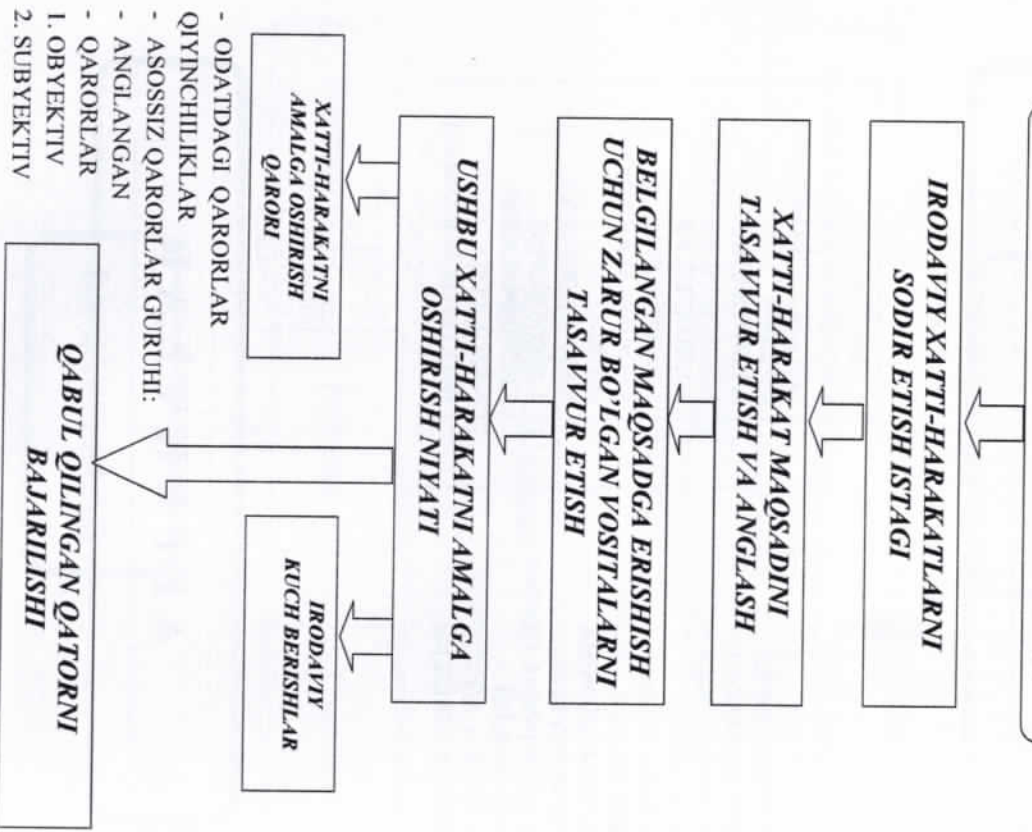 IRODAVIY XATTI-HARAKATLARNI
SODIR ETISH ISTAGI
XATTI-HARAKAT MAQSADINI
TASAVVUR ETISH VA ANGLASH
BELGILANGAN MAQSADGA ERISHISH
UCHUN ZARUR BO'LGAN VOSITALARNI
TASAVVUR ETISH
USHBU XATTI-HARAKATNI AMALGA
OSHIRISH NIYATI
XATTI-HARAKATNI
AMALGA OSHIRISH
QARORI
IRODAVIY
KUCH BERISHLAR
- ODATDAGI QARORLAR
QIYINCHILIKLAR
- ASOSSIZ QARORLAR GURUHI:
- ANGLANGAN
- QARORLAR
1. OBYEKTIV
2. SUBYEKTIV
QABUL QILINGAN QATORNI
BAJARILISHI